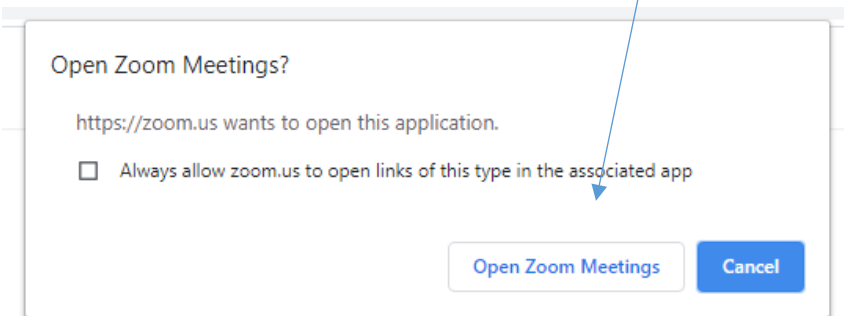 Open Zoom Meetings?
https://zoom.us wants to open this application.
Always allow zoom.us to open links of this type in the associated app
Open Zoom Meetings
Cancel